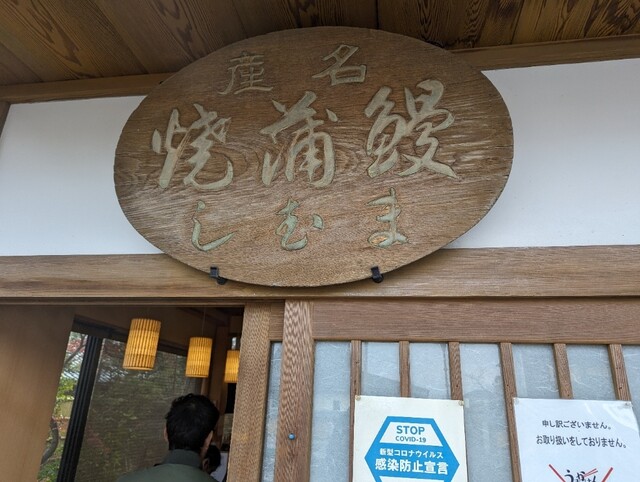 名産
鰻蒲焼
まむし
STOP
COVID-19
新型コロナウイルス
感染防止宣言
申し訳ございません。
お取り扱いをしておりません。